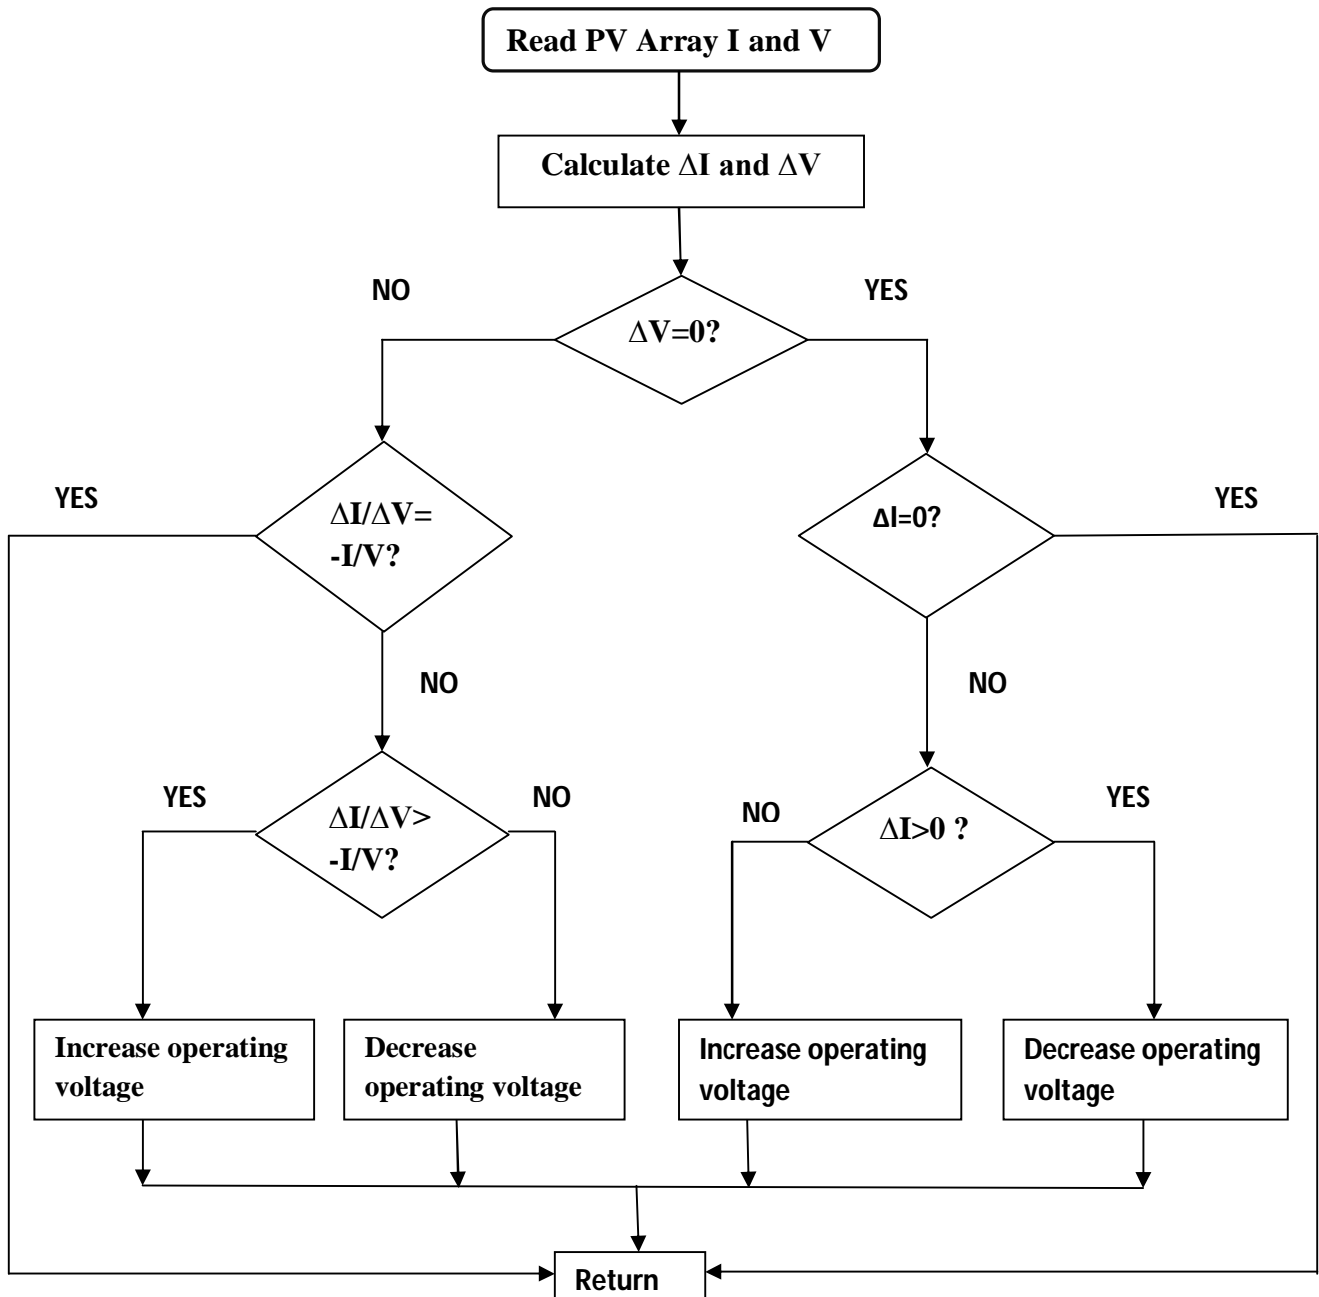 Read PV Array I and V
Calculate ∆I and ∆V
NO
YES
∆V=0?
YES
∆I/∆V=
-I/V?
ΔI=0?
YES
NO
NO
YES
∆I/∆V>
-I/V?
NO
NO
∆I>0 ?
YES
Increase operating
voltage
Decrease
operating voltage
Increase operating
voltage
Decrease operating
voltage
Return